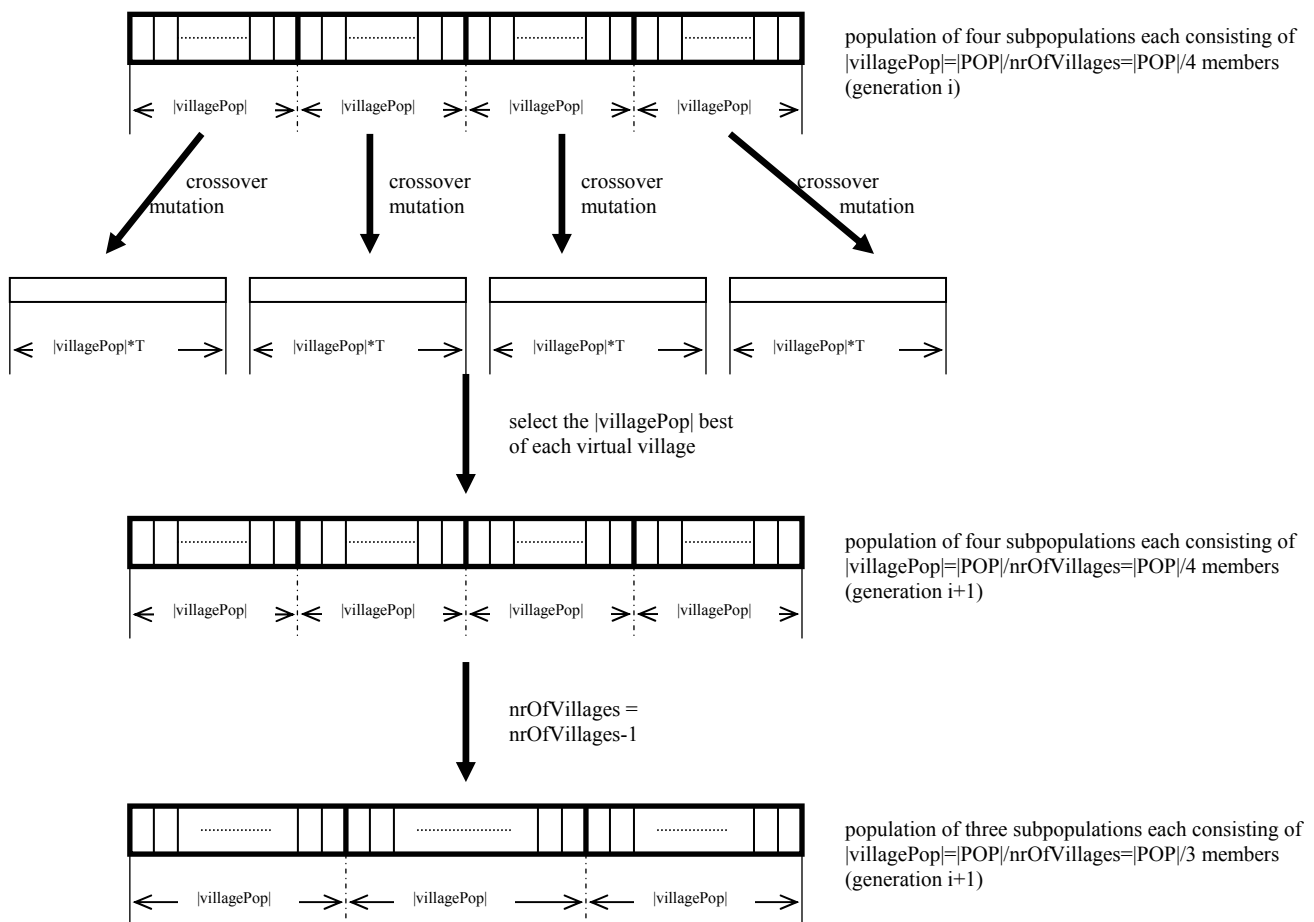 population of four subpopulations each consisting of
|villagePop|=|POP|/nrOfVillages=|POP|/4 members
(generation i)
|villagePop| |villagePop| |villagePop| |villagePop|
crossover crossover crossover crossover
mutation mutation mutation mutation
|villagePop|*T |villagePop|*T |villagePop|*T |villagePop|*T
select the |villagePop| best
of each virtual village
population of four subpopulations each consisting of
|villagePop|=|POP|/nrOfVillages=|POP|/4 members
(generation i+1)
|villagePop| |villagePop| |villagePop| |villagePop|
nrOfVillages =
nrOfVillages-1
population of three subpopulations each consisting of
|villagePop|=|POP|/nrOfVillages=|POP|/3 members
(generation i+1)
|villagePop| |villagePop| |villagePop|